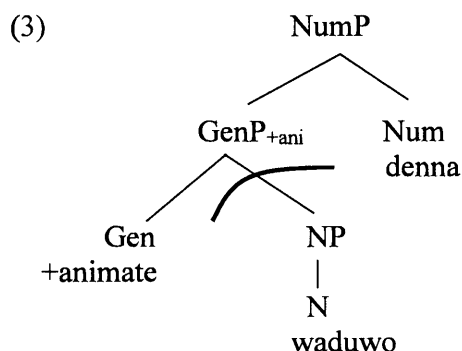 (3)
NumP
GenP+ani
Num
denna
Gen
+animate
NP
N
waduwo